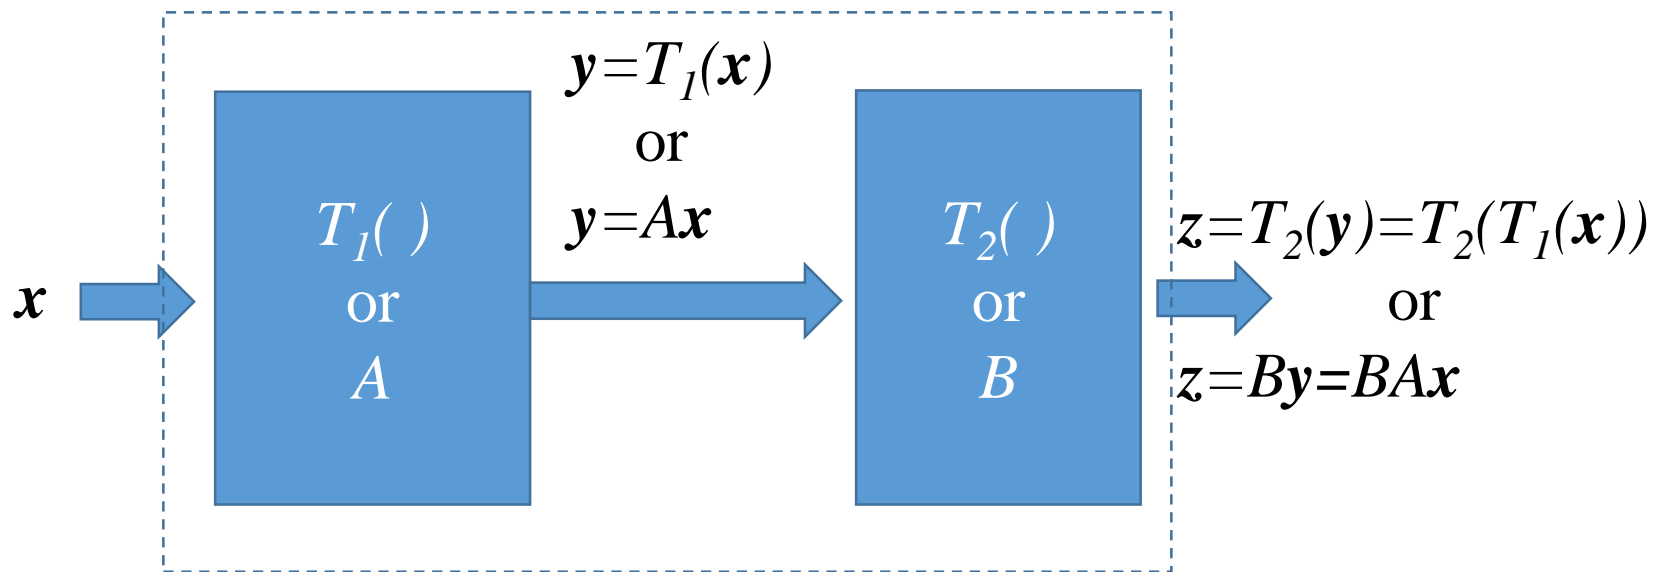 x
T1( )
or
A
y=T1(x)
or
y=Ax
T2( )
or
B
z=T2(y)=T2(T1(x))
or
z=By=BAx